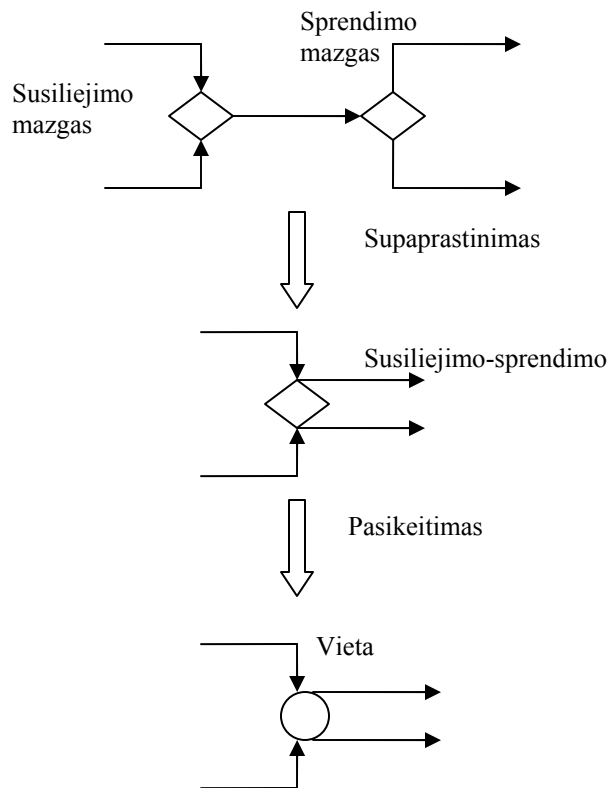 Sprendimo
mazgas
Susiliejimo
mazgas
Supaprastinimas
Susiliejimo-sprendimo
Pasikeitimas
Vieta